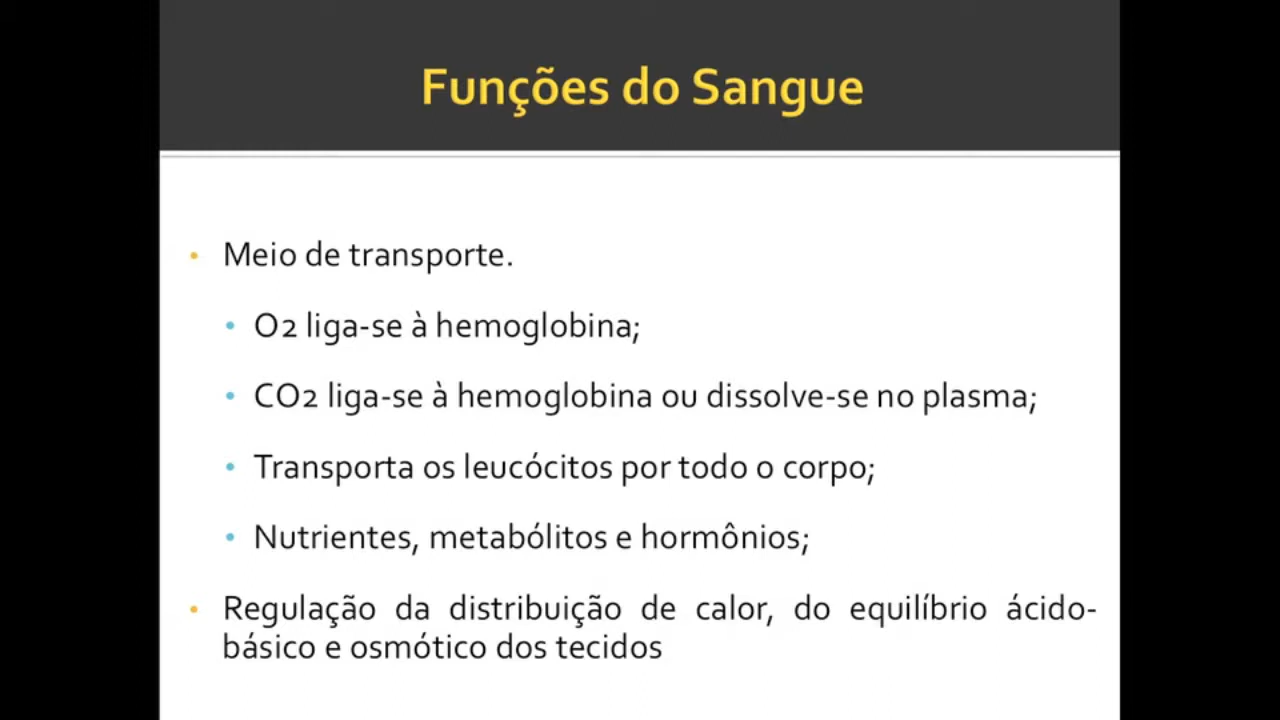 Funções do Sangue
• Meio de transporte.
• O2 liga-se à hemoglobina;
• CO2 liga-se à hemoglobina ou dissolve-se no plasma;
• Transporta os leucócitos por todo o corpo;
• Nutrientes, metabólitos e hormônios;
• Regulação da distribuição de calor, do equilíbrio ácido-
básico e osmótico dos tecidos